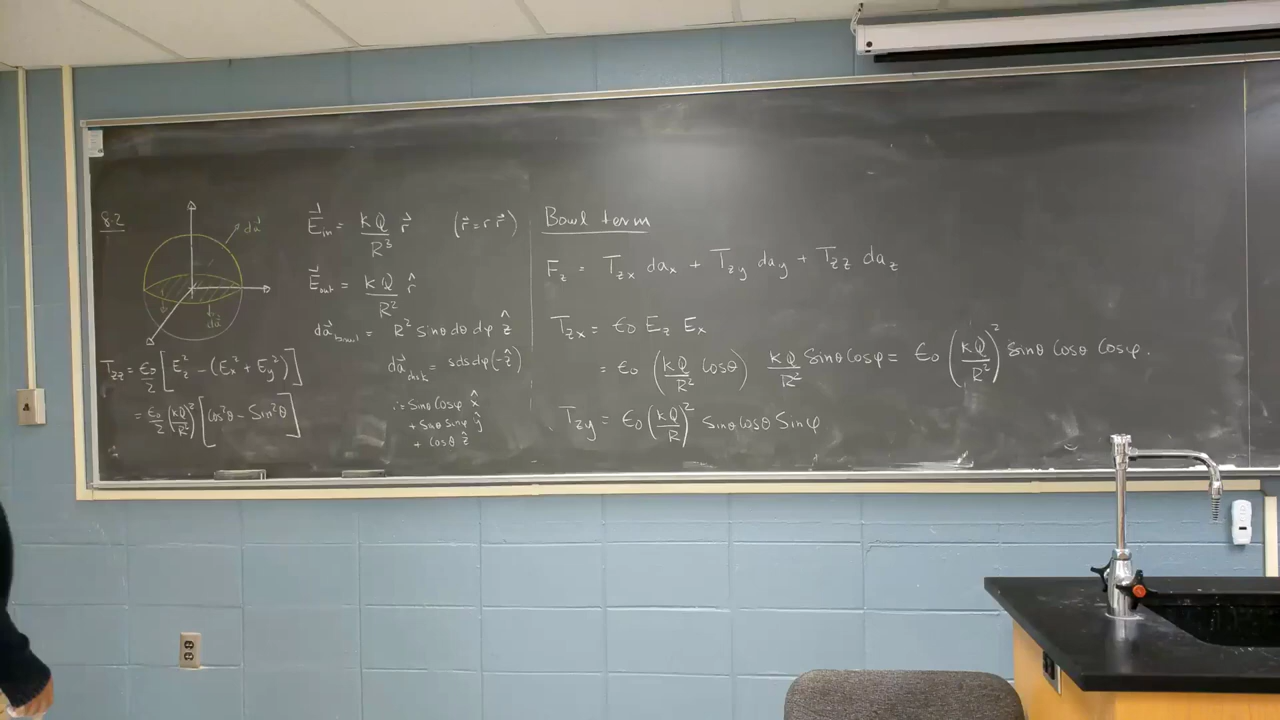 8.2
da⃗
da⃗
E⃗in = kQ/R³ r⃗ (r⃗ = r r̂)
E⃗out = kQ/R² r̂
da⃗bowl = R² sinθ dθ dφ ẑ
da⃗disk = s ds dφ (-ẑ)
∴ = Sinθ Cosφ x̂
+ Sinθ sinφ ŷ
+ Cosθ ẑ
Tzz = ε0/2 [Ez² - (Ex² + Ey²)]
= ε0/2 (kQ/R²)² [Cos²θ - Sin²θ]
Bowl term
Fz = Tzx dax + Tzy day + Tzz daz
Tzx = ε0 Ez Ex
= ε0 (kQ/R² Cosθ) kQ/R² Sinθ Cosφ = ε0 (kQ/R²)² Sinθ Cosθ Cosφ.
Tzy = ε0 (kQ/R)² Sinθ Cosθ Sinφ